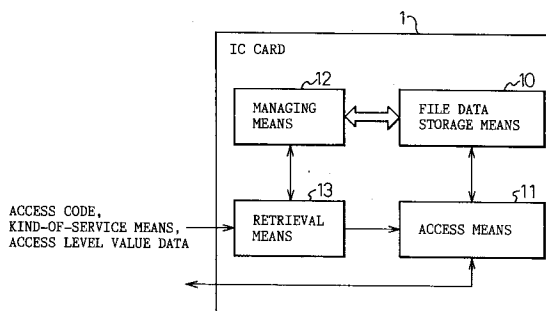 1
IC CARD
12
10
MANAGING
MEANS
FILE DATA
STORAGE MEANS
13
11
ACCESS CODE,
KIND-OF-SERVICE MEANS,
ACCESS LEVEL VALUE DATA
RETRIEVAL
MEANS
ACCESS MEANS